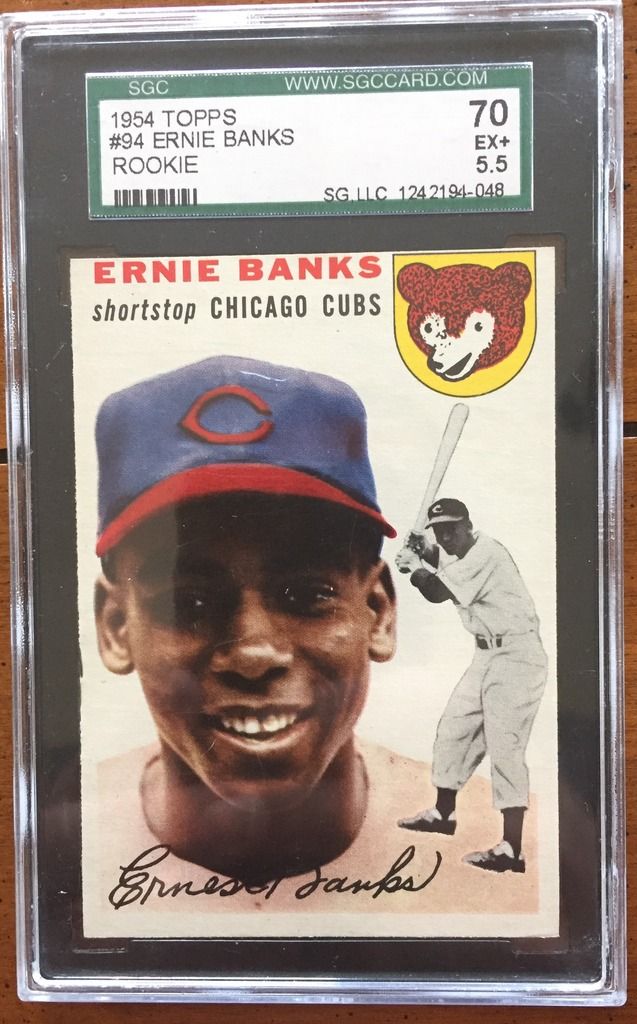 SGC WWW.SGCCARD.COM
1954 TOPPS 70
#94 ERNIE BANKS EX+
ROOKIE 5.5
SG,LLC 1242194-048
ERNIE BANKS
shortstop CHICAGO CUBS
C
C
Ernest Banks